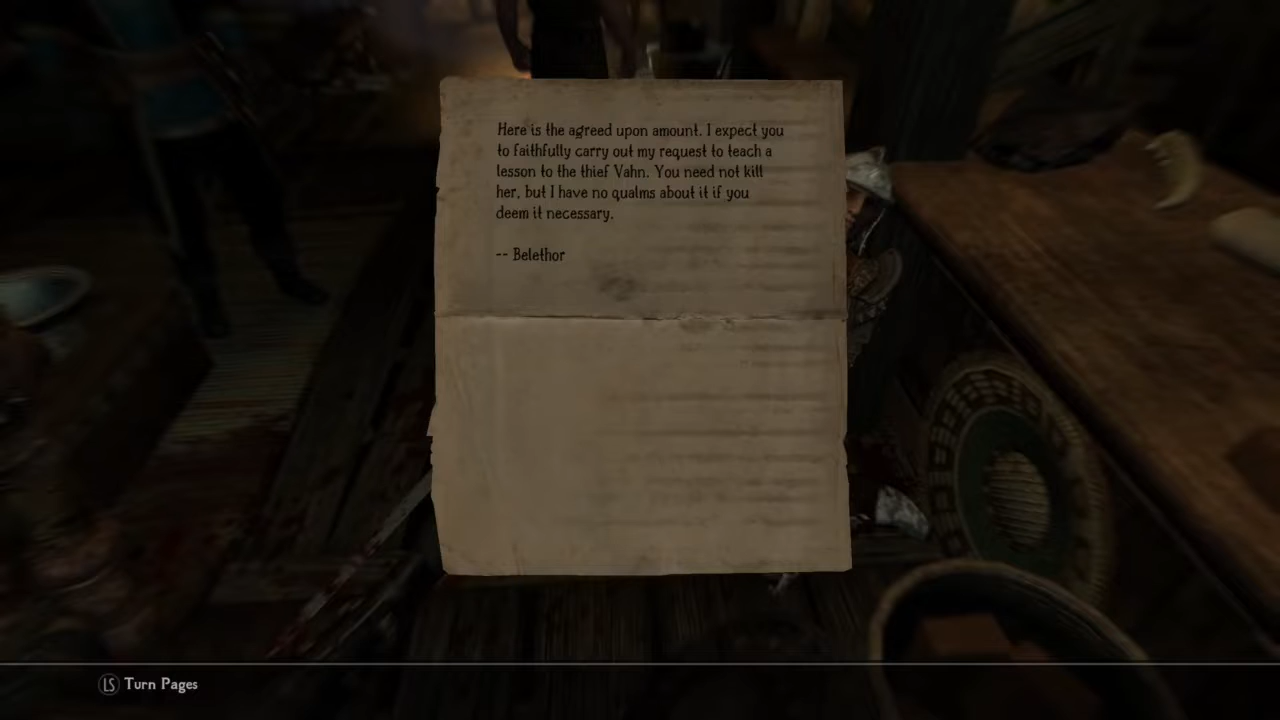 Here is the agreed upon amount. I expect you
to faithfully carry out my request to teach a
lesson to the thief Vahn. You need not kill
her, but I have no qualms about it if you
deem it necessary.
-- Belethor
LS Turn Pages